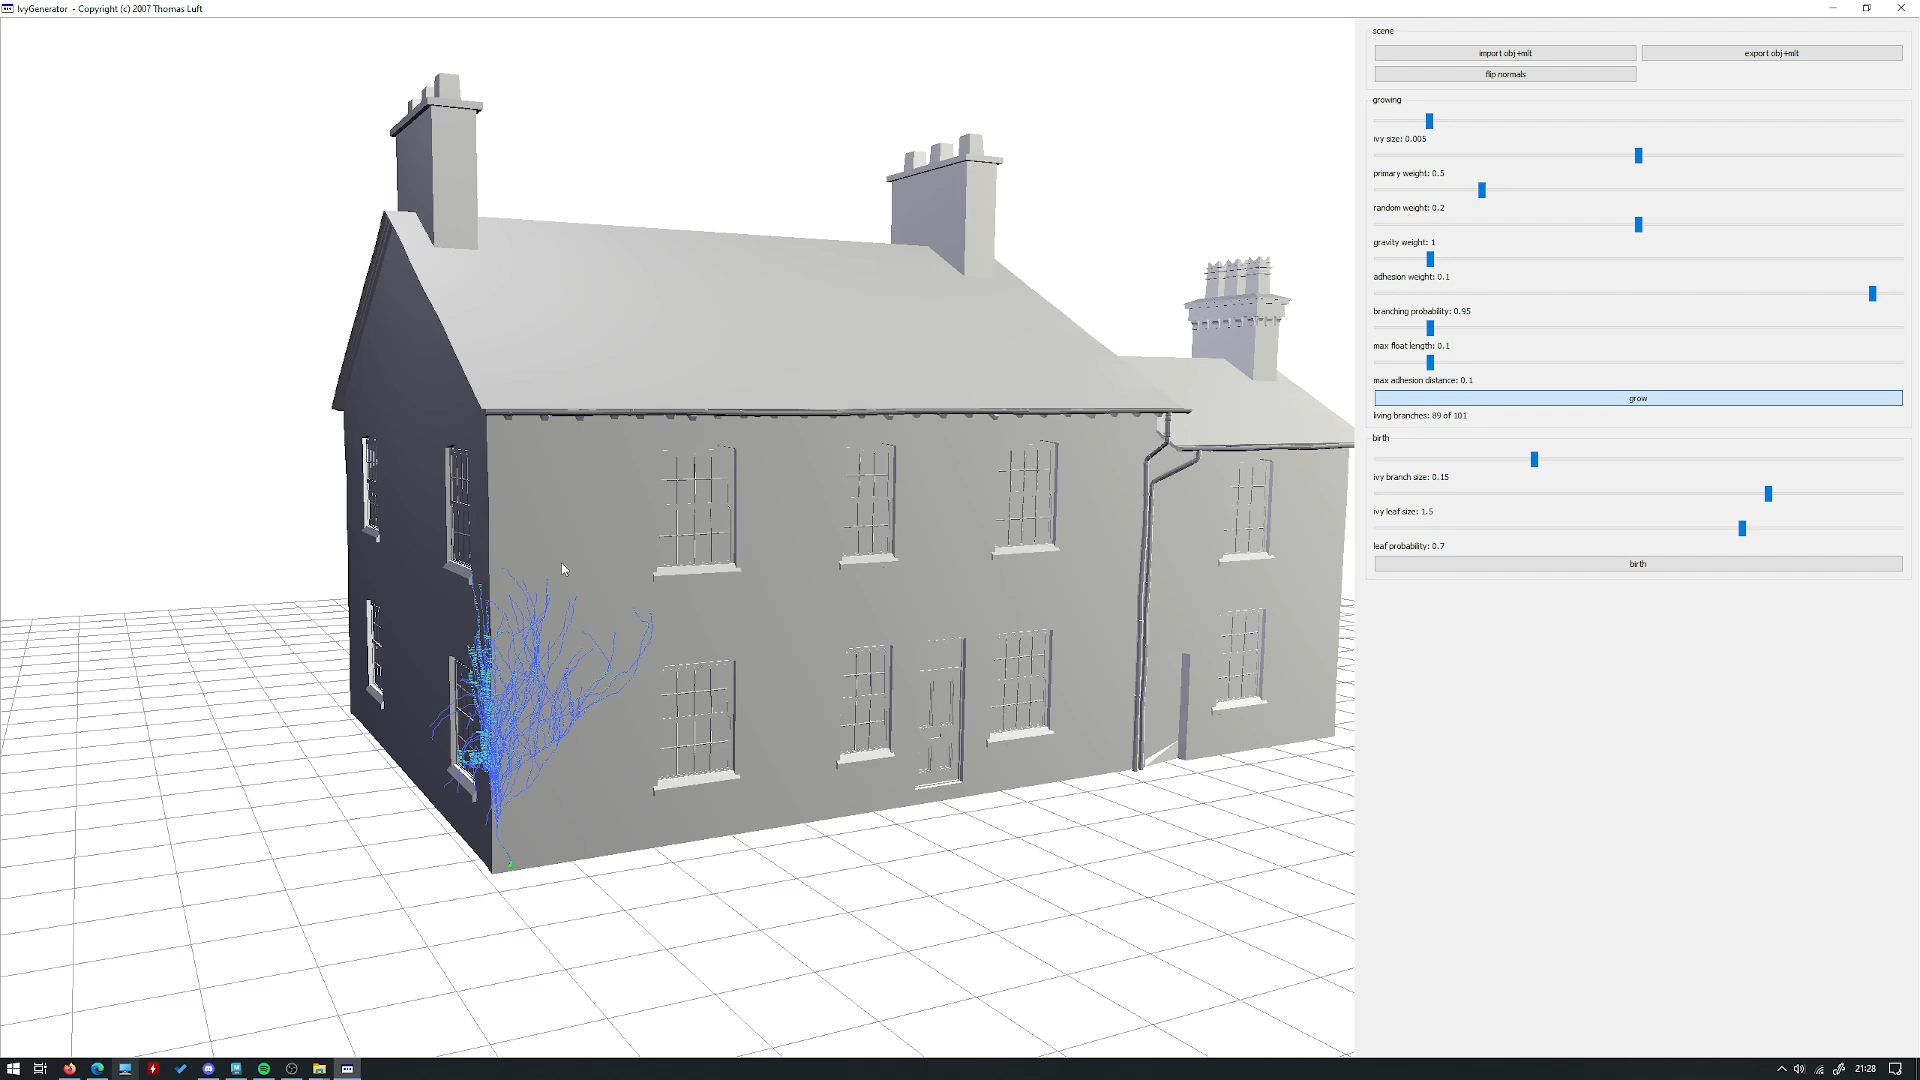 IvyGenerator - Copyright (c) 2007 Thomas Luft
scene
import obj+mlt
export obj+mlt
flip normals
growing
ivy size: 0.005
primary weight: 0.5
random weight: 0.2
gravity weight: 1
adhesion weight: 0.1
branching probability: 0.95
max float length: 0.1
max adhesion distance: 0.1
grow
living branches: 89 of 101
birth
ivy branch size: 0.15
ivy leaf size: 1.5
leaf probability: 0.7
birth
21:28